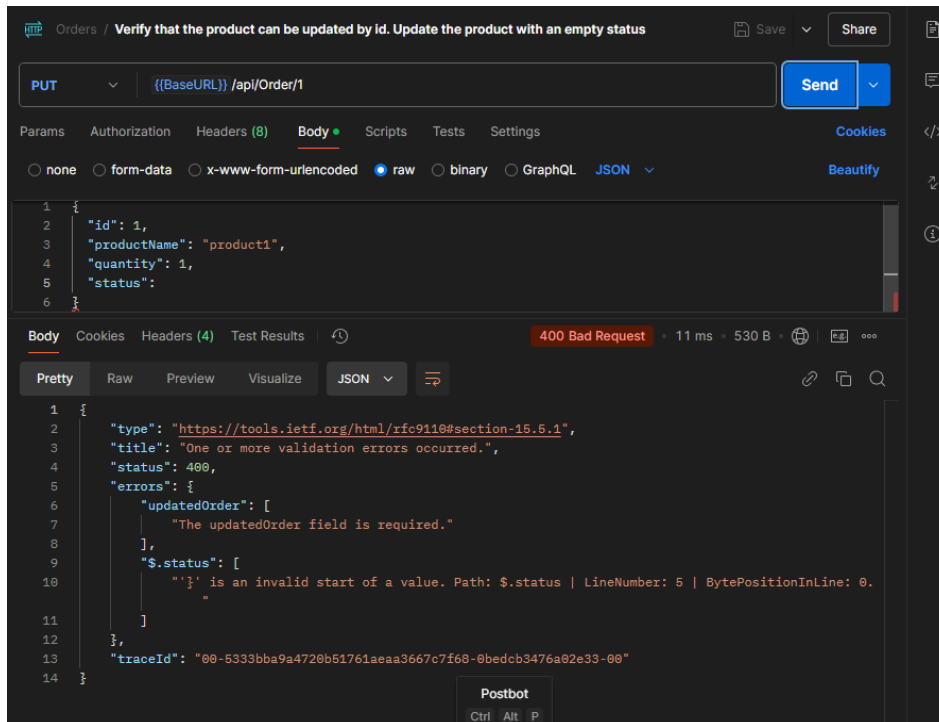 HTTP Orders / Verify that the product can be updated by id. Update the product with an empty status Save Share
PUT {{BaseURL}} /api/Order/1 Send
Params Authorization Headers (8) Body Scripts Tests Settings Cookies
none form-data x-www-form-urlencoded raw binary GraphQL JSON Beautify
1 {
2 "id": 1,
3 "productName": "product1",
4 "quantity": 1,
5 "status":
6 }
Body Cookies Headers (4) Test Results 400 Bad Request 11 ms 530 B e.g.
Pretty Raw Preview Visualize JSON
1 {
2 "type": "https://tools.ietf.org/html/rfc9110#section-15.5.1",
3 "title": "One or more validation errors occurred.",
4 "status": 400,
5 "errors": {
6 "updatedOrder": [
7 "The updatedOrder field is required."
8 ],
9 "$.status": [
10 "'}' is an invalid start of a value. Path: $.status | LineNumber: 5 | BytePositionInLine: 0.
"
11 ]
12 },
13 "traceId": "00-5333bba9a4720b51761aeaa3667c7f68-0bedcb3476a02e33-00"
14 }
Postbot
Ctrl Alt P